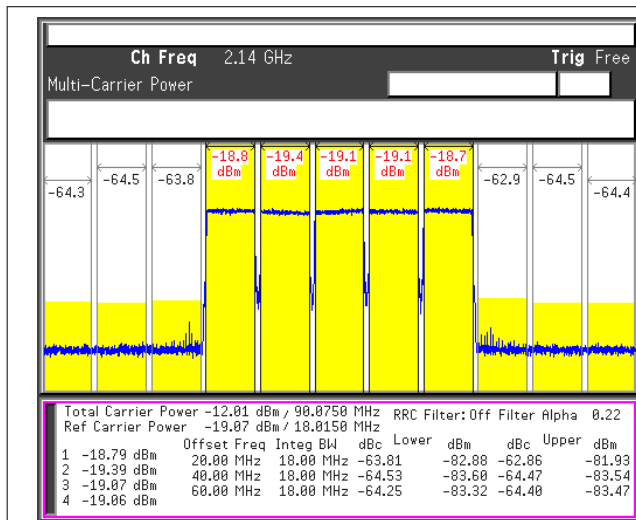 Ch Freq 2.14 GHz Trig Free
Multi-Carrier Power
-18.8 -19.4 -19.1 -19.1 -18.7
dBm dBm dBm dBm dBm
-64.3 -64.5 -63.8 -62.9 -64.5 -64.4
Total Carrier Power -12.01 dBm/ 90.0750 MHz RRC Filter: Off Filter Alpha 0.22
Ref Carrier Power -19.07 dBm/ 18.0150 MHz
Offset Freq Integ BW dBc Lower dBm dBc Upper dBm
1 -18.79 dBm 20.00 MHz 18.00 MHz -63.81 -82.88 -62.86 -81.93
2 -19.39 dBm 40.00 MHz 18.00 MHz -64.53 -83.60 -64.47 -83.54
3 -19.07 dBm 60.00 MHz 18.00 MHz -64.25 -83.32 -64.40 -83.47
4 -19.06 dBm